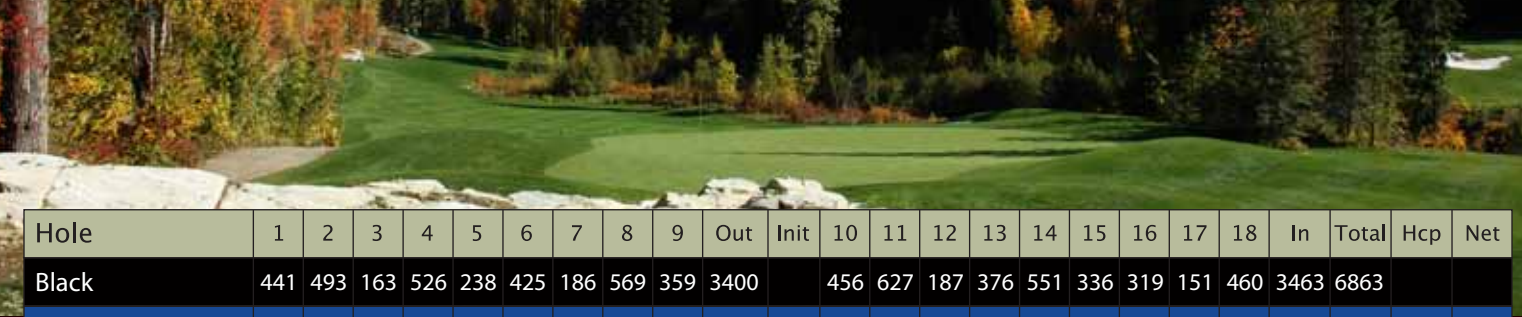 Hole 1 2 3 4 5 6 7 8 9 Out Init 10 11 12 13 14 15 16 17 18 In Total Hcp Net
Black 441 493 163 526 238 425 186 569 359 3400 456 627 187 376 551 336 319 151 460 3463 6863